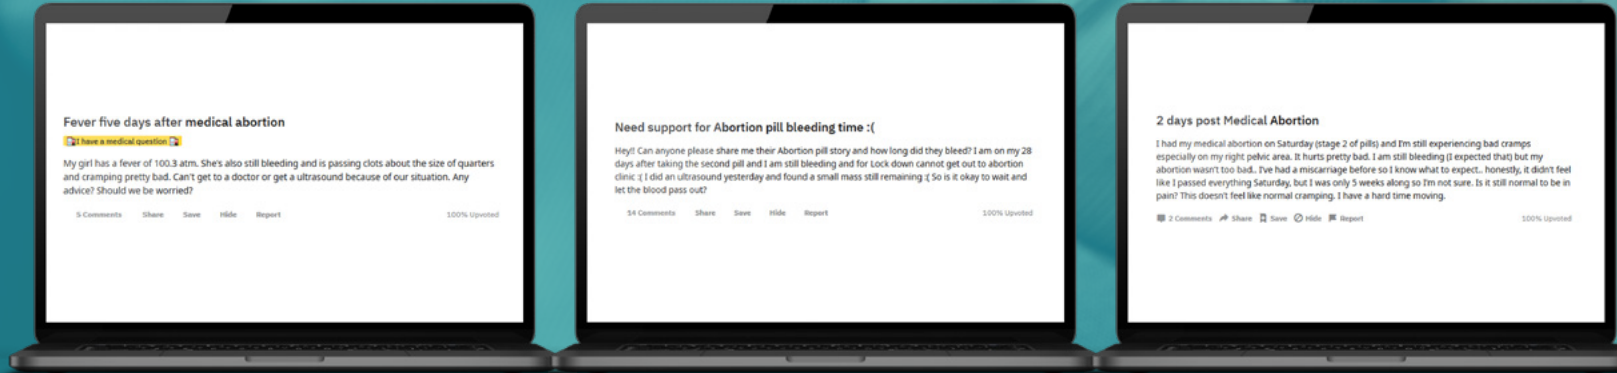 Fever five days after medical abortion
I have a medical question
My girl has a fever of 100.3 atm. She's also still bleeding and is passing clots about the size of quarters
and cramping pretty bad. Can't get to a doctor or get a ultrasound because of our situation. Any
advice? Should we be worried?
5 Comments Share Save Hide Report 100% Upvoted
Need support for Abortion pill bleeding time :(
Hey!! Can anyone please share me their Abortion pill story and how long did they bleed? I am on my 28
days after taking the second pill and I am still bleeding and for Lock down cannot get out to abortion
clinic :( I did an ultrasound yesterday and found a small mass still remaining :( So is it okay to wait and
let the blood pass out?
54 Comments Share Save Hide Report 100% Upvoted
2 days post Medical Abortion
I had my medical abortion on Saturday (stage 2 of pills) and I'm still experiencing bad cramps
especially on my right pelvic area. It hurts pretty bad. I am still bleeding (I expected that) but my
abortion wasn't too bad.. I've had a miscarriage before so I know what to expect.. honestly, it didn't feel
like I passed everything Saturday, but I was only 5 weeks along so I'm not sure. Is it still normal to be in
pain? This doesn't feel like normal cramping. I have a hard time moving.
2 Comments Share Save Hide Report 100% Upvoted